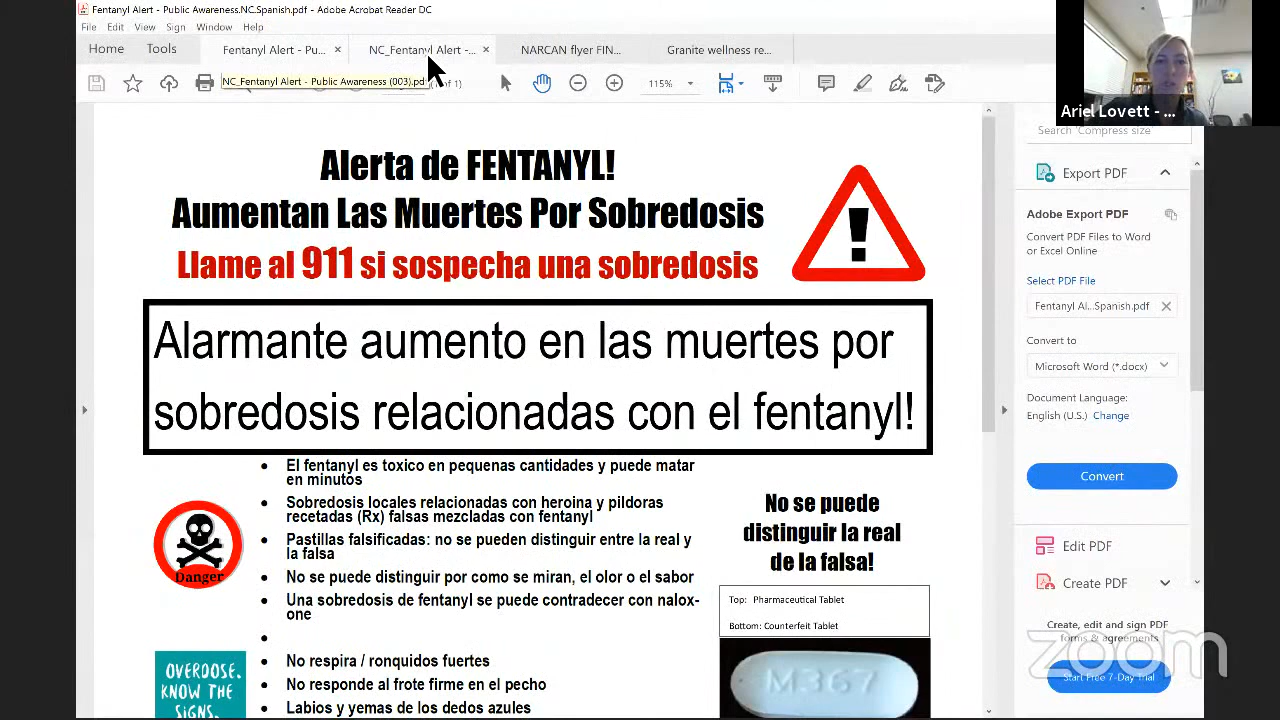 Fentanyl Alert - Public Awareness.NC.Spanish.pdf - Adobe Acrobat Reader DC
File Edit View Sign Window Help
Home Tools Fentanyl Alert - Pu... × NC_Fentanyl Alert -... × NARCAN flyer FIN... Granite wellness re...
NC_Fentanyl Alert - Public Awareness (003).pd
of 1)
115%
Ariel Lovett - ...
Search 'Compress size'
Alerta de FENTANYL!
Aumentan Las Muertes Por Sobredosis
Llame al 911 si sospecha una sobredosis
!
Alarmante aumento en las muertes por
sobredosis relacionadas con el fentanyl!
• El fentanyl es toxico en pequenas cantidades y puede matar
en minutos
• Sobredosis locales relacionadas con heroina y pildoras
recetadas (Rx) falsas mezcladas con fentanyl
• Pastillas falsificadas: no se pueden distinguir entre la real y
la falsa
• No se puede distinguir por como se miran, el olor o el sabor
• Una sobredosis de fentanyl se puede contradecir con nalox-
one
•
• No respira / ronquidos fuertes
• No responde al frote firme en el pecho
• Labios y yemas de los dedos azules
Danger
OVERDOSE.
KNOW THE
SIGNS.
No se puede
distinguir la real
de la falsa!
Top: Pharmaceutical Tablet
Bottom: Counterfeit Tablet
M367
Export PDF
Adobe Export PDF
Convert PDF Files to Word
or Excel Online
Select PDF File
Fentanyl Al...Spanish.pdf ×
Convert to
Microsoft Word (*.docx)
Document Language:
English (U.S.) Change
Convert
Edit PDF
Create PDF
Create, edit and sign PDF
forms & agreements
Start Free 7-Day Trial
zoom